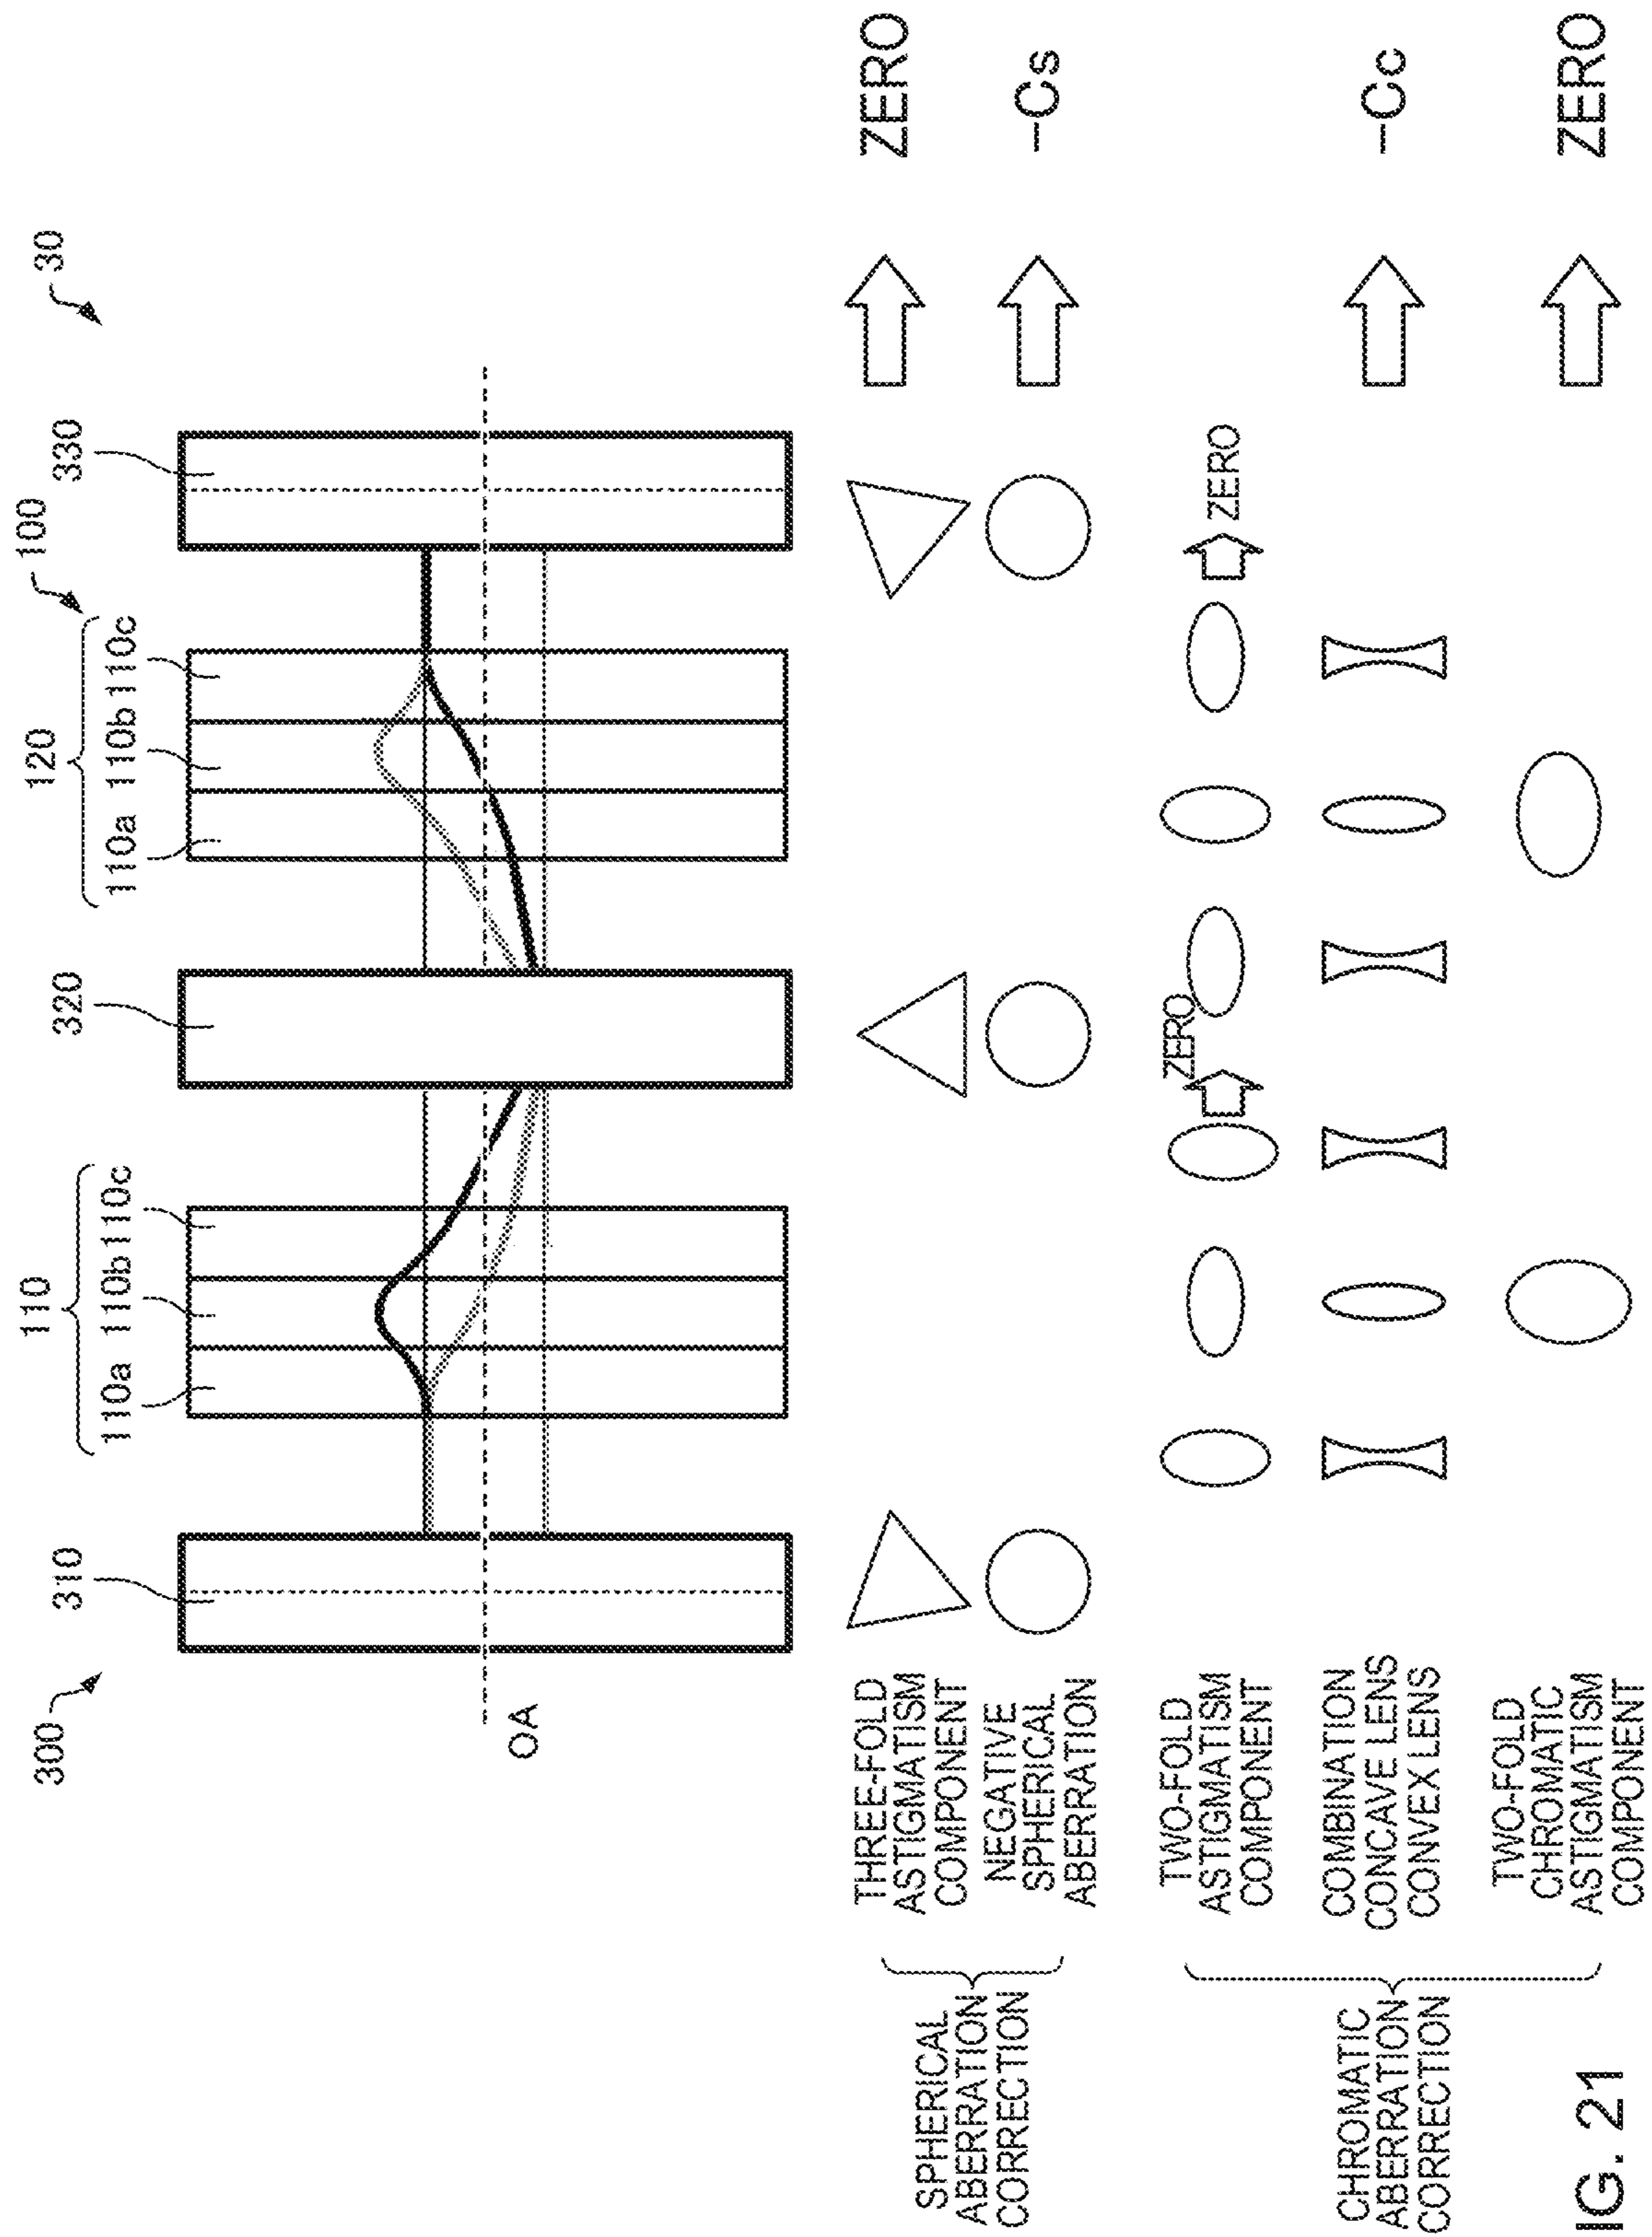 300
30
100
310
110
320
120
330
110a
110b
110c
110a
110b
110c
OA
SPHERICAL
ABERRATION
CORRECTION
THREE-FOLD
ASTIGMATISM
COMPONENT
ZERO
NEGATIVE
SPHERICAL
ABERRATION
–Cs
CHROMATIC
ABERRATION
CORRECTION
TWO-FOLD
ASTIGMATISM
COMPONENT
ZERO
ZERO
COMBINATION
CONCAVE LENS
CONVEX LENS
–Cc
TWO-FOLD
CHROMATIC
ASTIGMATISM
COMPONENT
ZERO
IG. 21